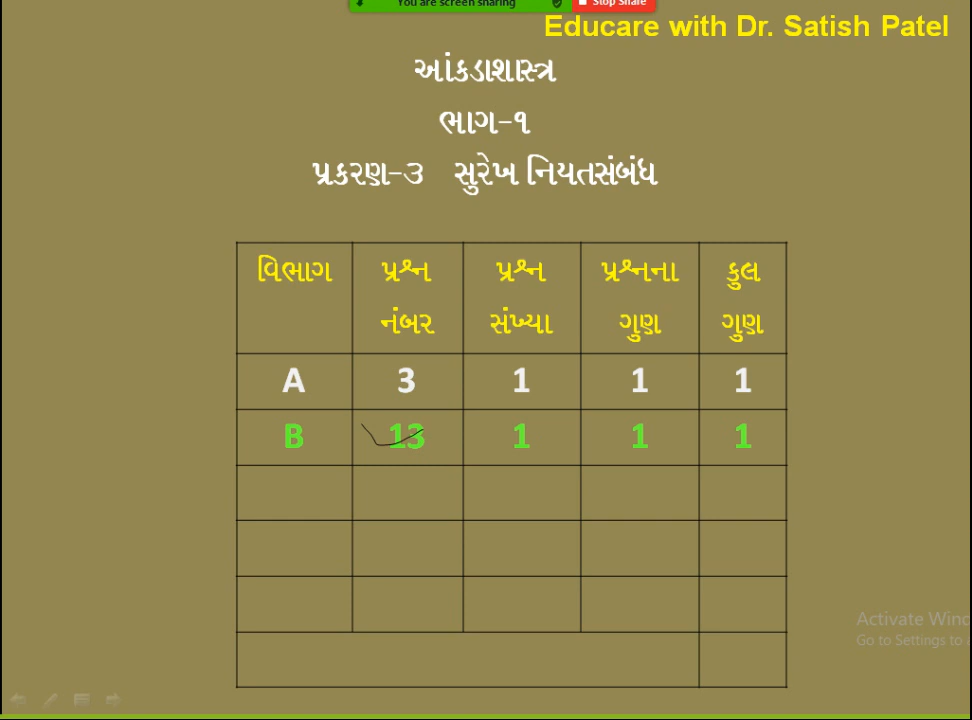 You are screen sharing Stop Share
Educare with Dr. Satish Patel
આંકડાશાસ્ત્ર
ભાગ-૧
પ્રકરણ-૩ સુરેખ નિયતસંબંધ
વિભાગ પ્રશ્ન નંબર પ્રશ્ન સંખ્યા પ્રશ્નના ગુણ કુલ ગુણ
A 3 1 1 1
B 13 1 1 1
Activate Wind
Go to Settings to